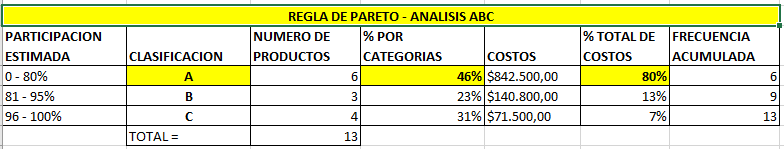 REGLA DE PARETO - ANALISIS ABC
PARTICIPACION ESTIMADA CLASIFICACION NUMERO DE PRODUCTOS % POR CATEGORIAS COSTOS % TOTAL DE COSTOS FRECUENCIA ACUMULADA
0 - 80% A 6 46% $842.500,00 80% 6
81 - 95% B 3 23% $140.800,00 13% 9
96 - 100% C 4 31% $71.500,00 7% 13
TOTAL = 13